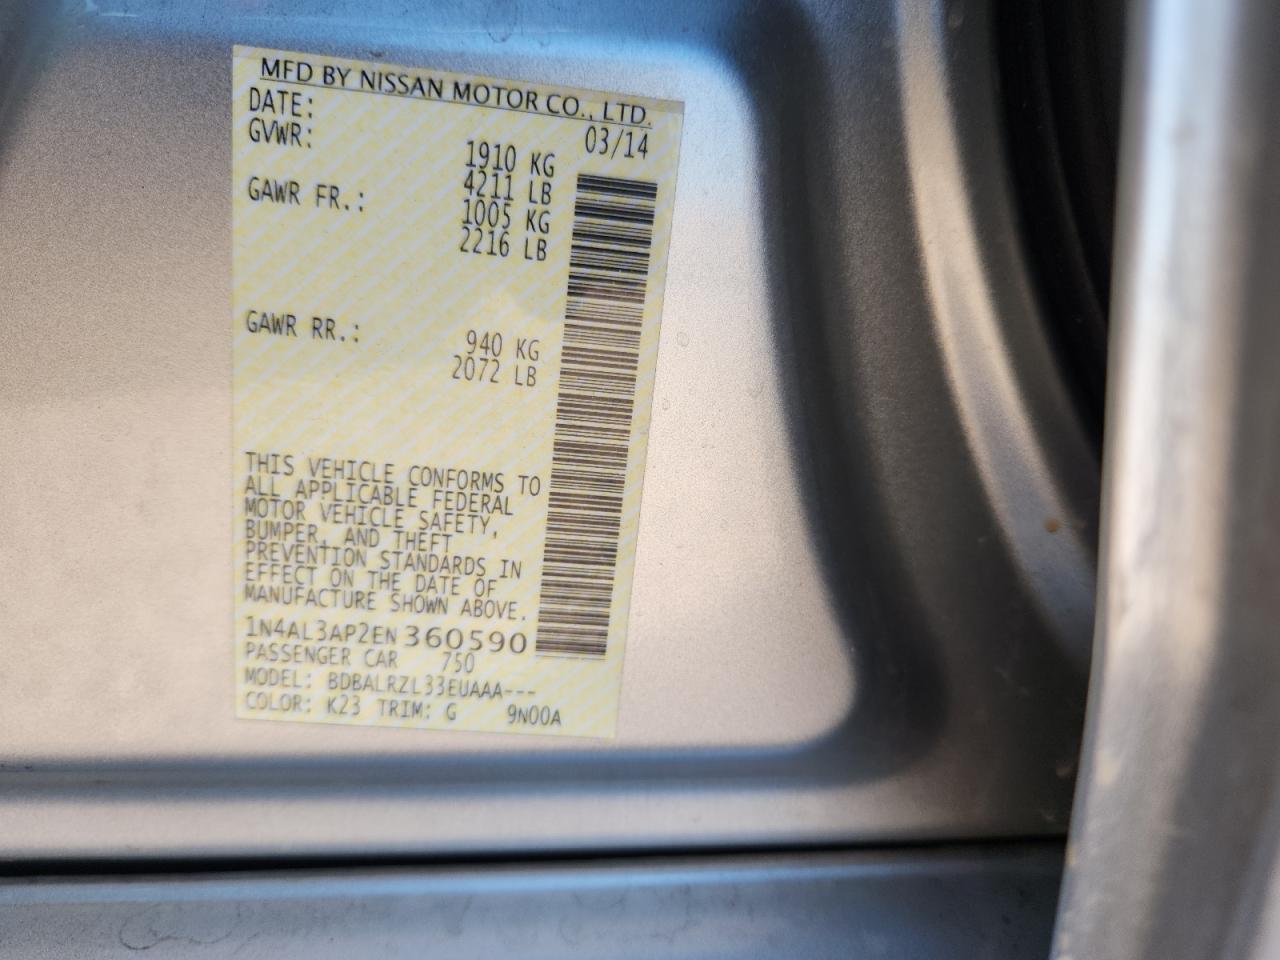 MFD BY NISSAN MOTOR CO., LTD.
DATE: 03/14
GVWR: 1910 KG
4211 LB
GAWR FR.: 1005 KG
2216 LB
GAWR RR.: 940 KG
2072 LB
THIS VEHICLE CONFORMS TO
ALL APPLICABLE FEDERAL
MOTOR VEHICLE SAFETY,
BUMPER, AND THEFT
PREVENTION STANDARDS IN
EFFECT ON THE DATE OF
MANUFACTURE SHOWN ABOVE.
1N4AL3AP2EN360590
PASSENGER CAR 750
MODEL: BDBALRZL33EUAAA---
COLOR: K23 TRIM: G 9N00A